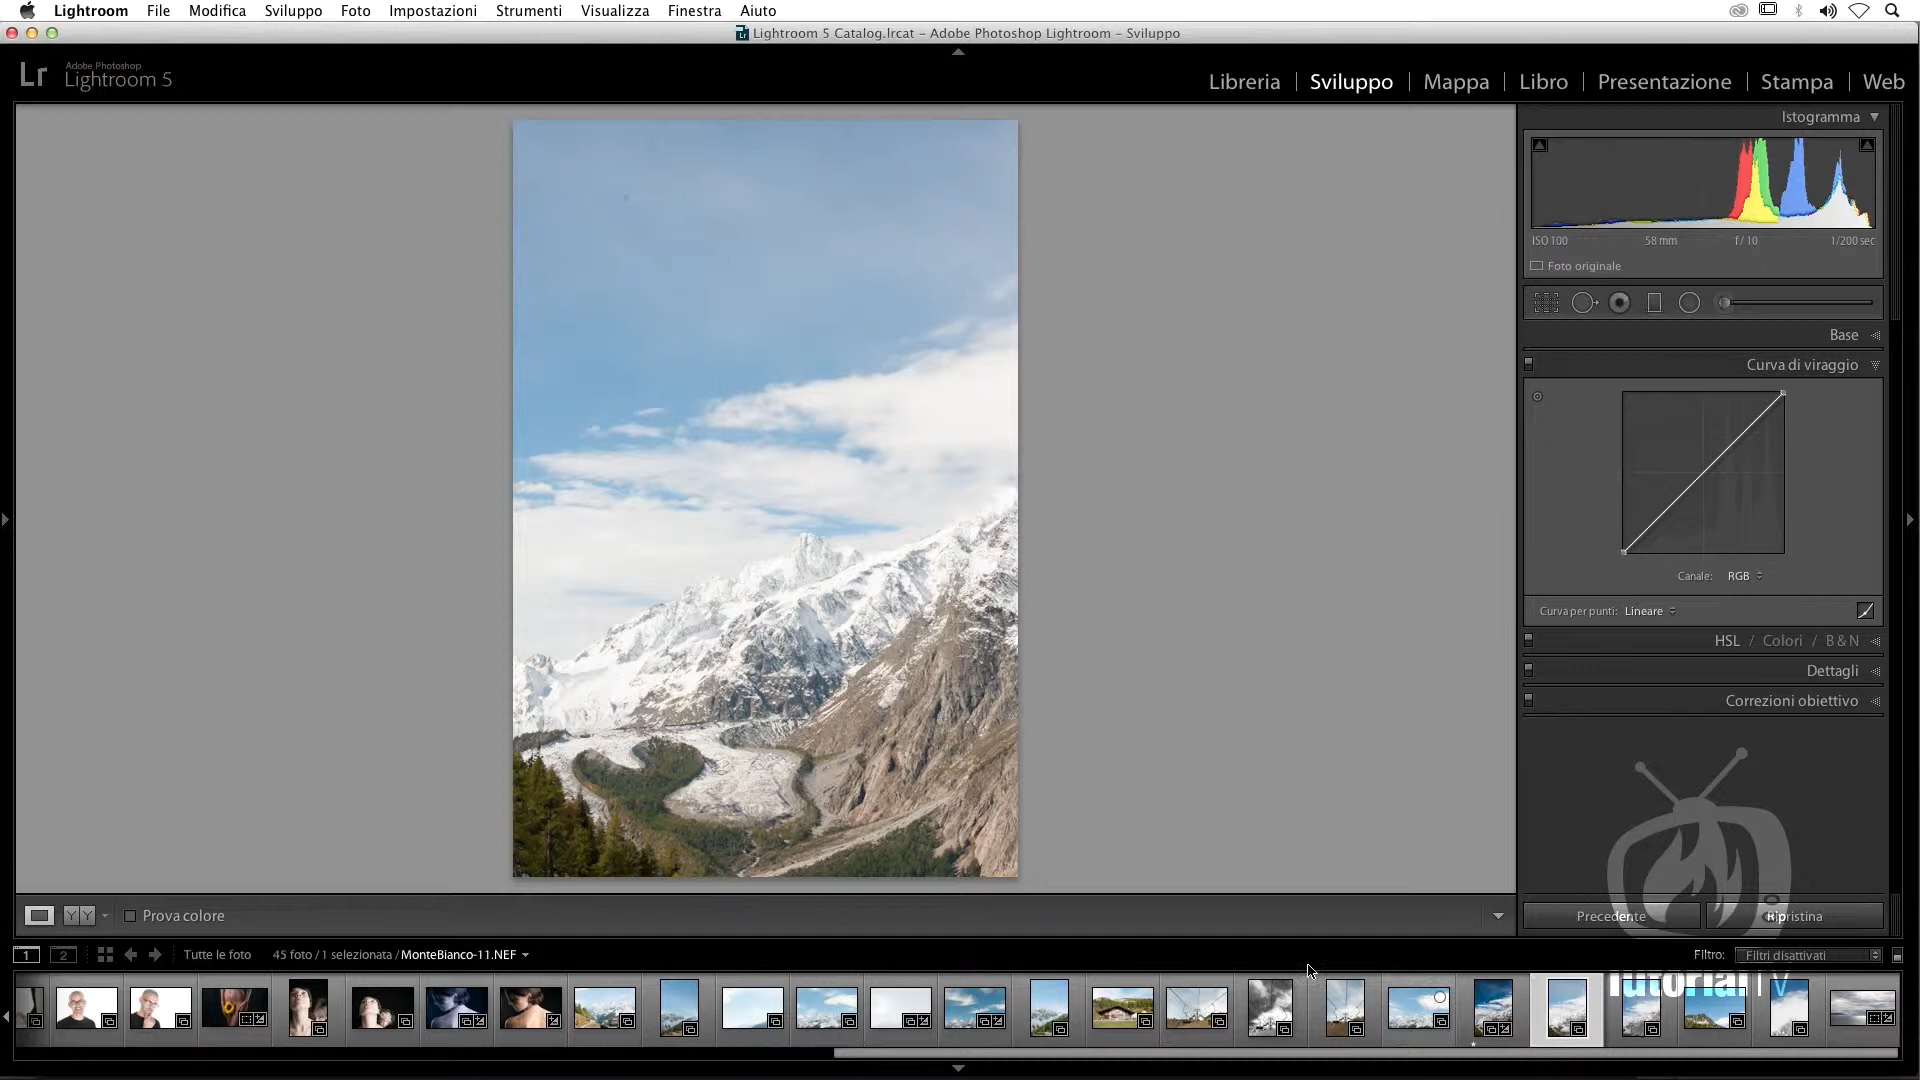 Lightroom File Modifica Sviluppo Foto Impostazioni Strumenti Visualizza Finestra Aiuto
Lightroom 5 Catalog.lrcat – Adobe Photoshop Lightroom – Sviluppo
Lr Adobe Photoshop
Lightroom 5
Libreria Sviluppo Mappa Libro Presentazione Stampa Web
Istogramma
ISO 100 58 mm f / 10 1/200 sec
Foto originale
Base
Curva di viraggio
Canale: RGB
Curva per punti: Lineare
HSL / Colori / B & N
Dettagli
Correzioni obiettivo
YY Prova colore
Precedente Ripristina
1 2 Tutte le foto 45 foto / 1 selezionata / MonteBianco-11.NEF
Filtro: Filtri disattivati
TutorialTV